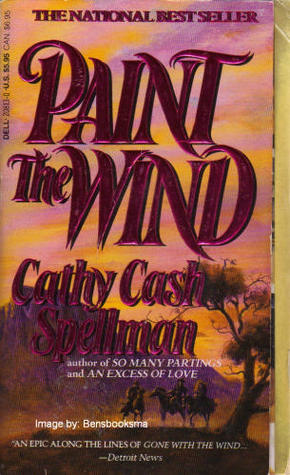 THE NATIONAL BEST SELLER
DELL · 20813-0 · U.S. $5.95 CAN. $6.95
PAINT
THE WIND
Cathy Cash
Spellman
author of SO MANY PARTINGS
and AN EXCESS OF LOVE
Image by: Bensbooksma
"AN EPIC ALONG THE LINES OF GONE WITH THE WIND..."
—Detroit News